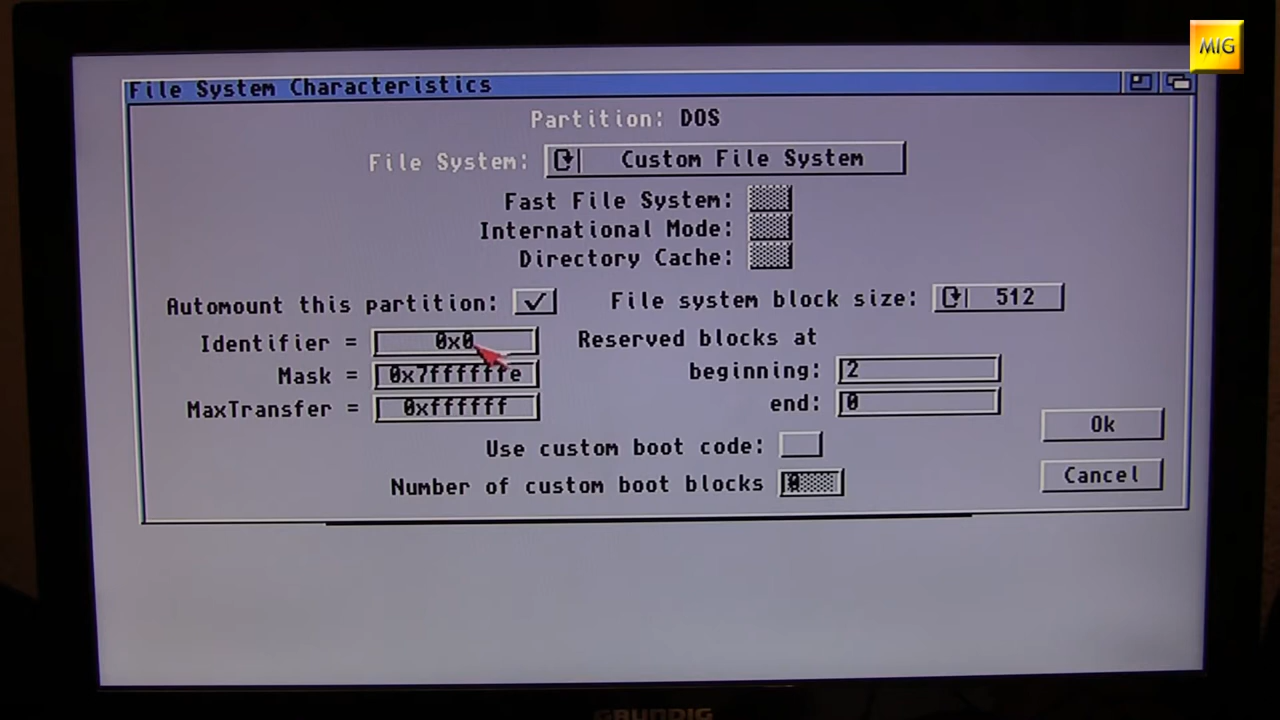 MIG
File System Characteristics
Partition: DOS
File System: Custom File System
Fast File System:
International Mode:
Directory Cache:
Automount this partition: File system block size: 512
Identifier = 0x0 Reserved blocks at
Mask = 0x7ffffffe beginning: 2
MaxTransfer = 0xffffff end: 0
Ok
Use custom boot code:
Cancel
Number of custom boot blocks 0
GRUNDIG